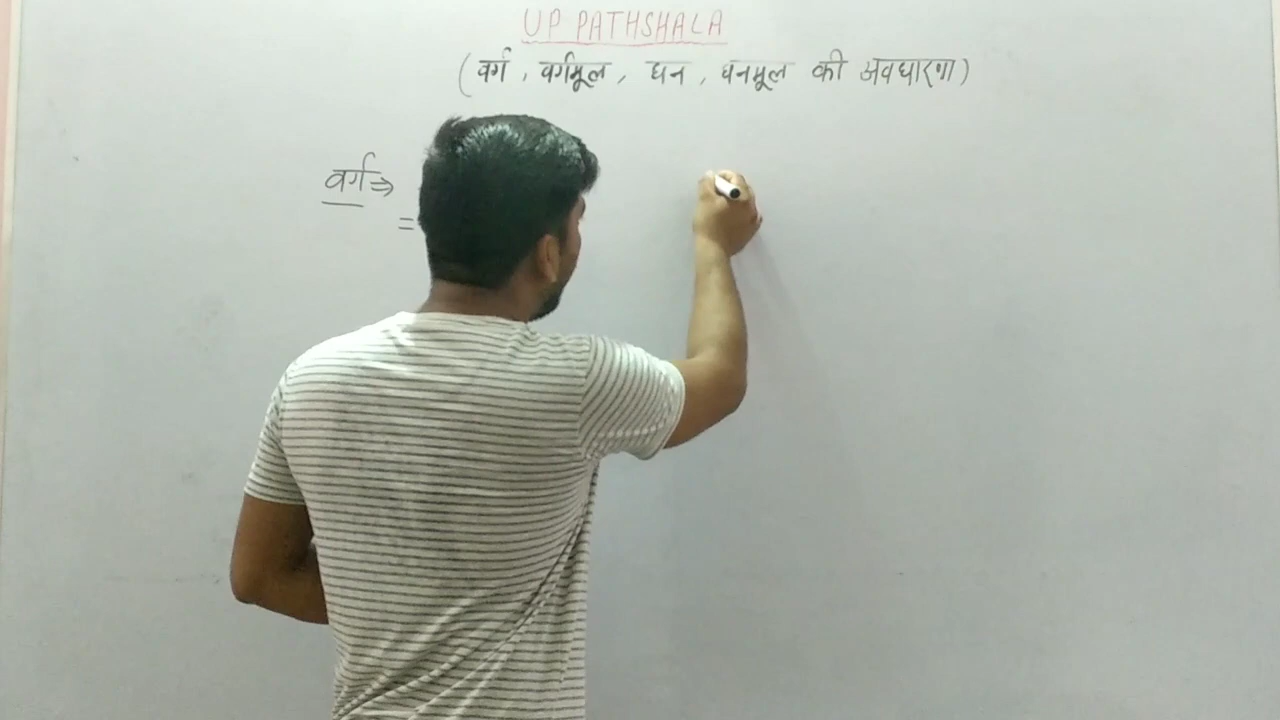 UP PATHSHALA
(वर्ग , वर्गमूल , घन , घनमूल की अवधारणा)
वर्ग ⇒
=